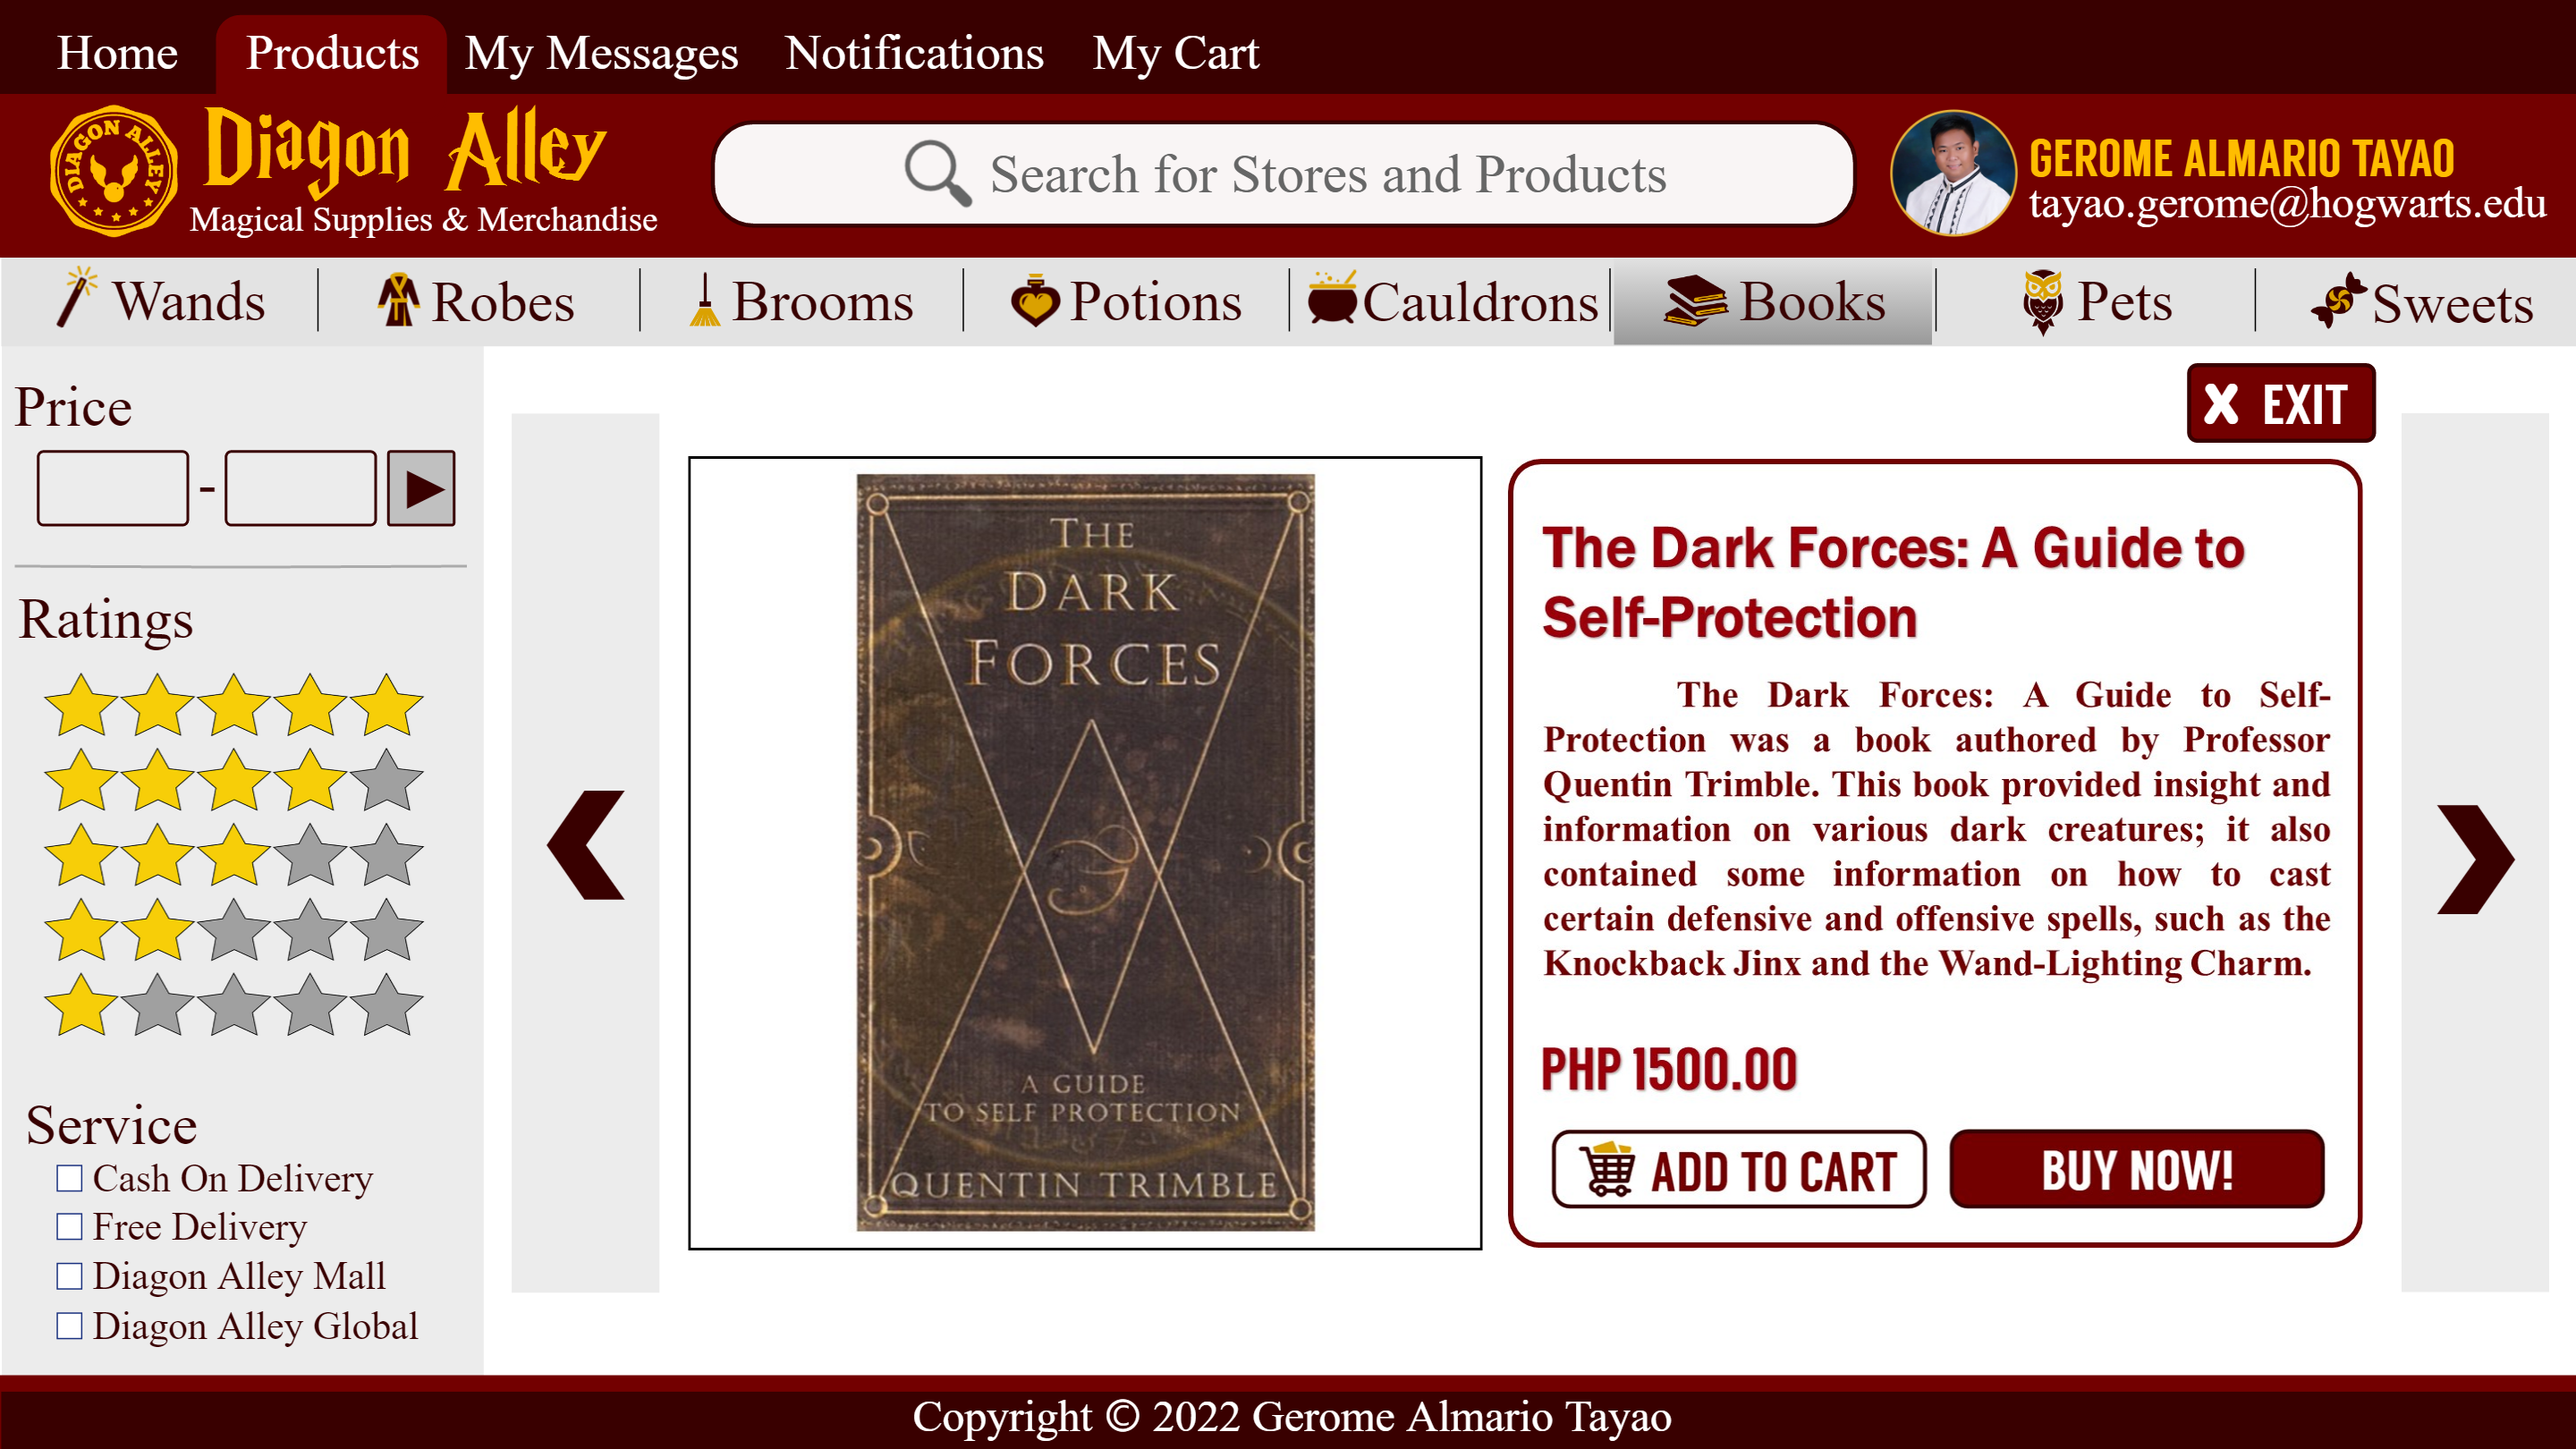 Home Products My Messages Notifications My Cart
DIAGON ALLEY
Diagon Alley
Magical Supplies & Merchandise
Search for Stores and Products
GEROME ALMARIO TAYAO
tayao.gerome@hogwarts.edu
Wands Robes Brooms Potions Cauldrons Books Pets Sweets
Price
-
Ratings
Service
Cash On Delivery
Free Delivery
Diagon Alley Mall
Diagon Alley Global
THE
DARK
FORCES
A GUIDE
TO SELF PROTECTION
QUENTIN TRIMBLE
X EXIT
The Dark Forces: A Guide to
Self-Protection
The Dark Forces: A Guide to Self-
Protection was a book authored by Professor
Quentin Trimble. This book provided insight and
information on various dark creatures; it also
contained some information on how to cast
certain defensive and offensive spells, such as the
Knockback Jinx and the Wand-Lighting Charm.
PHP 1500.00
ADD TO CART BUY NOW!
Copyright © 2022 Gerome Almario Tayao